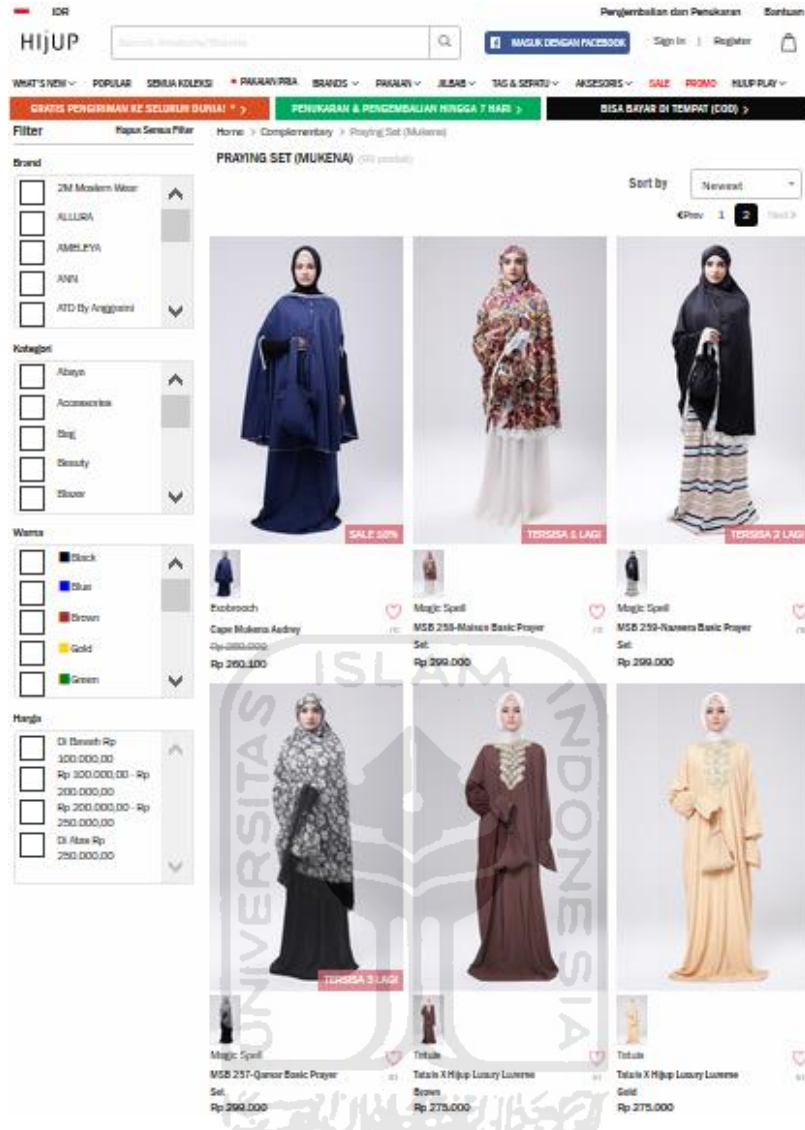 IDR
Pengembalian dan Penukaran Bantuan
HIJUP
MASUK DENGAN FACEBOOK Sign In | Register
WHAT'S NEW POPULAR SEMUA KOLEKSI PAKAIAN PRIA BRANDS PAKAIAN JILBAB TAS & SEPATU AKSESORIS SALE PROMO HIJUP PLAY
GRATIS PENGIRIMAN KE SELURUH DUNIA! * >
PENUKARAN & PENGEMBALIAN HINGGA 7 HARI >
BISA BAYAR DI TEMPAT (COD) >
Filter Hapus Semua Filter
Home > Complementary > Praying Set (Mukena)
PRAYING SET (MUKENA)
Sort by Newest
Prev 1 2 Next
Brand
2M Moslem Wear
ALLURA
AMELEYA
ANN
ATD By Anggraini
Kategori
Abaya
Accessories
Bag
Beauty
Blazer
Warna
Black
Blue
Brown
Gold
Green
Harga
Di Bawah Rp
100.000,00
Rp 100.000,00 - Rp
200.000,00
Rp 200.000,00 - Rp
250.000,00
Di Atas Rp
250.000,00
SALE 10%
TERSISA 1 LAGI
TERSISA 2 LAGI
Exobrooch
Cape Mukena Audrey
Rp 260.100
Magic Spell
MSB 258-Maisun Basic Prayer
Set
Rp 299.000
Magic Spell
MSB 259-Nazeera Basic Prayer
Set
Rp 299.000
TERSISA 3 LAGI
Magic Spell
MSB 257-Qamar Basic Prayer
Set
Rp 299.000
Tatuis
Tatuis X Hijup Luxury Lureme
Brown
Rp 275.000
Tatuis
Tatuis X Hijup Luxury Lureme
Gold
Rp 275.000
UNIVERSITAS ISLAM INDONESIA